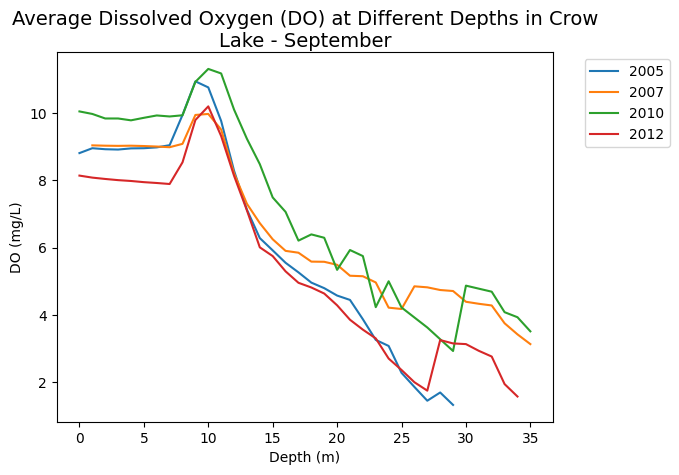 Average Dissolved Oxygen (DO) at Different Depths in Crow
Lake - September
2005
2007
2010
2012
DO (mg/L)
10
8
6
4
2
0 5 10 15 20 25 30 35
Depth (m)